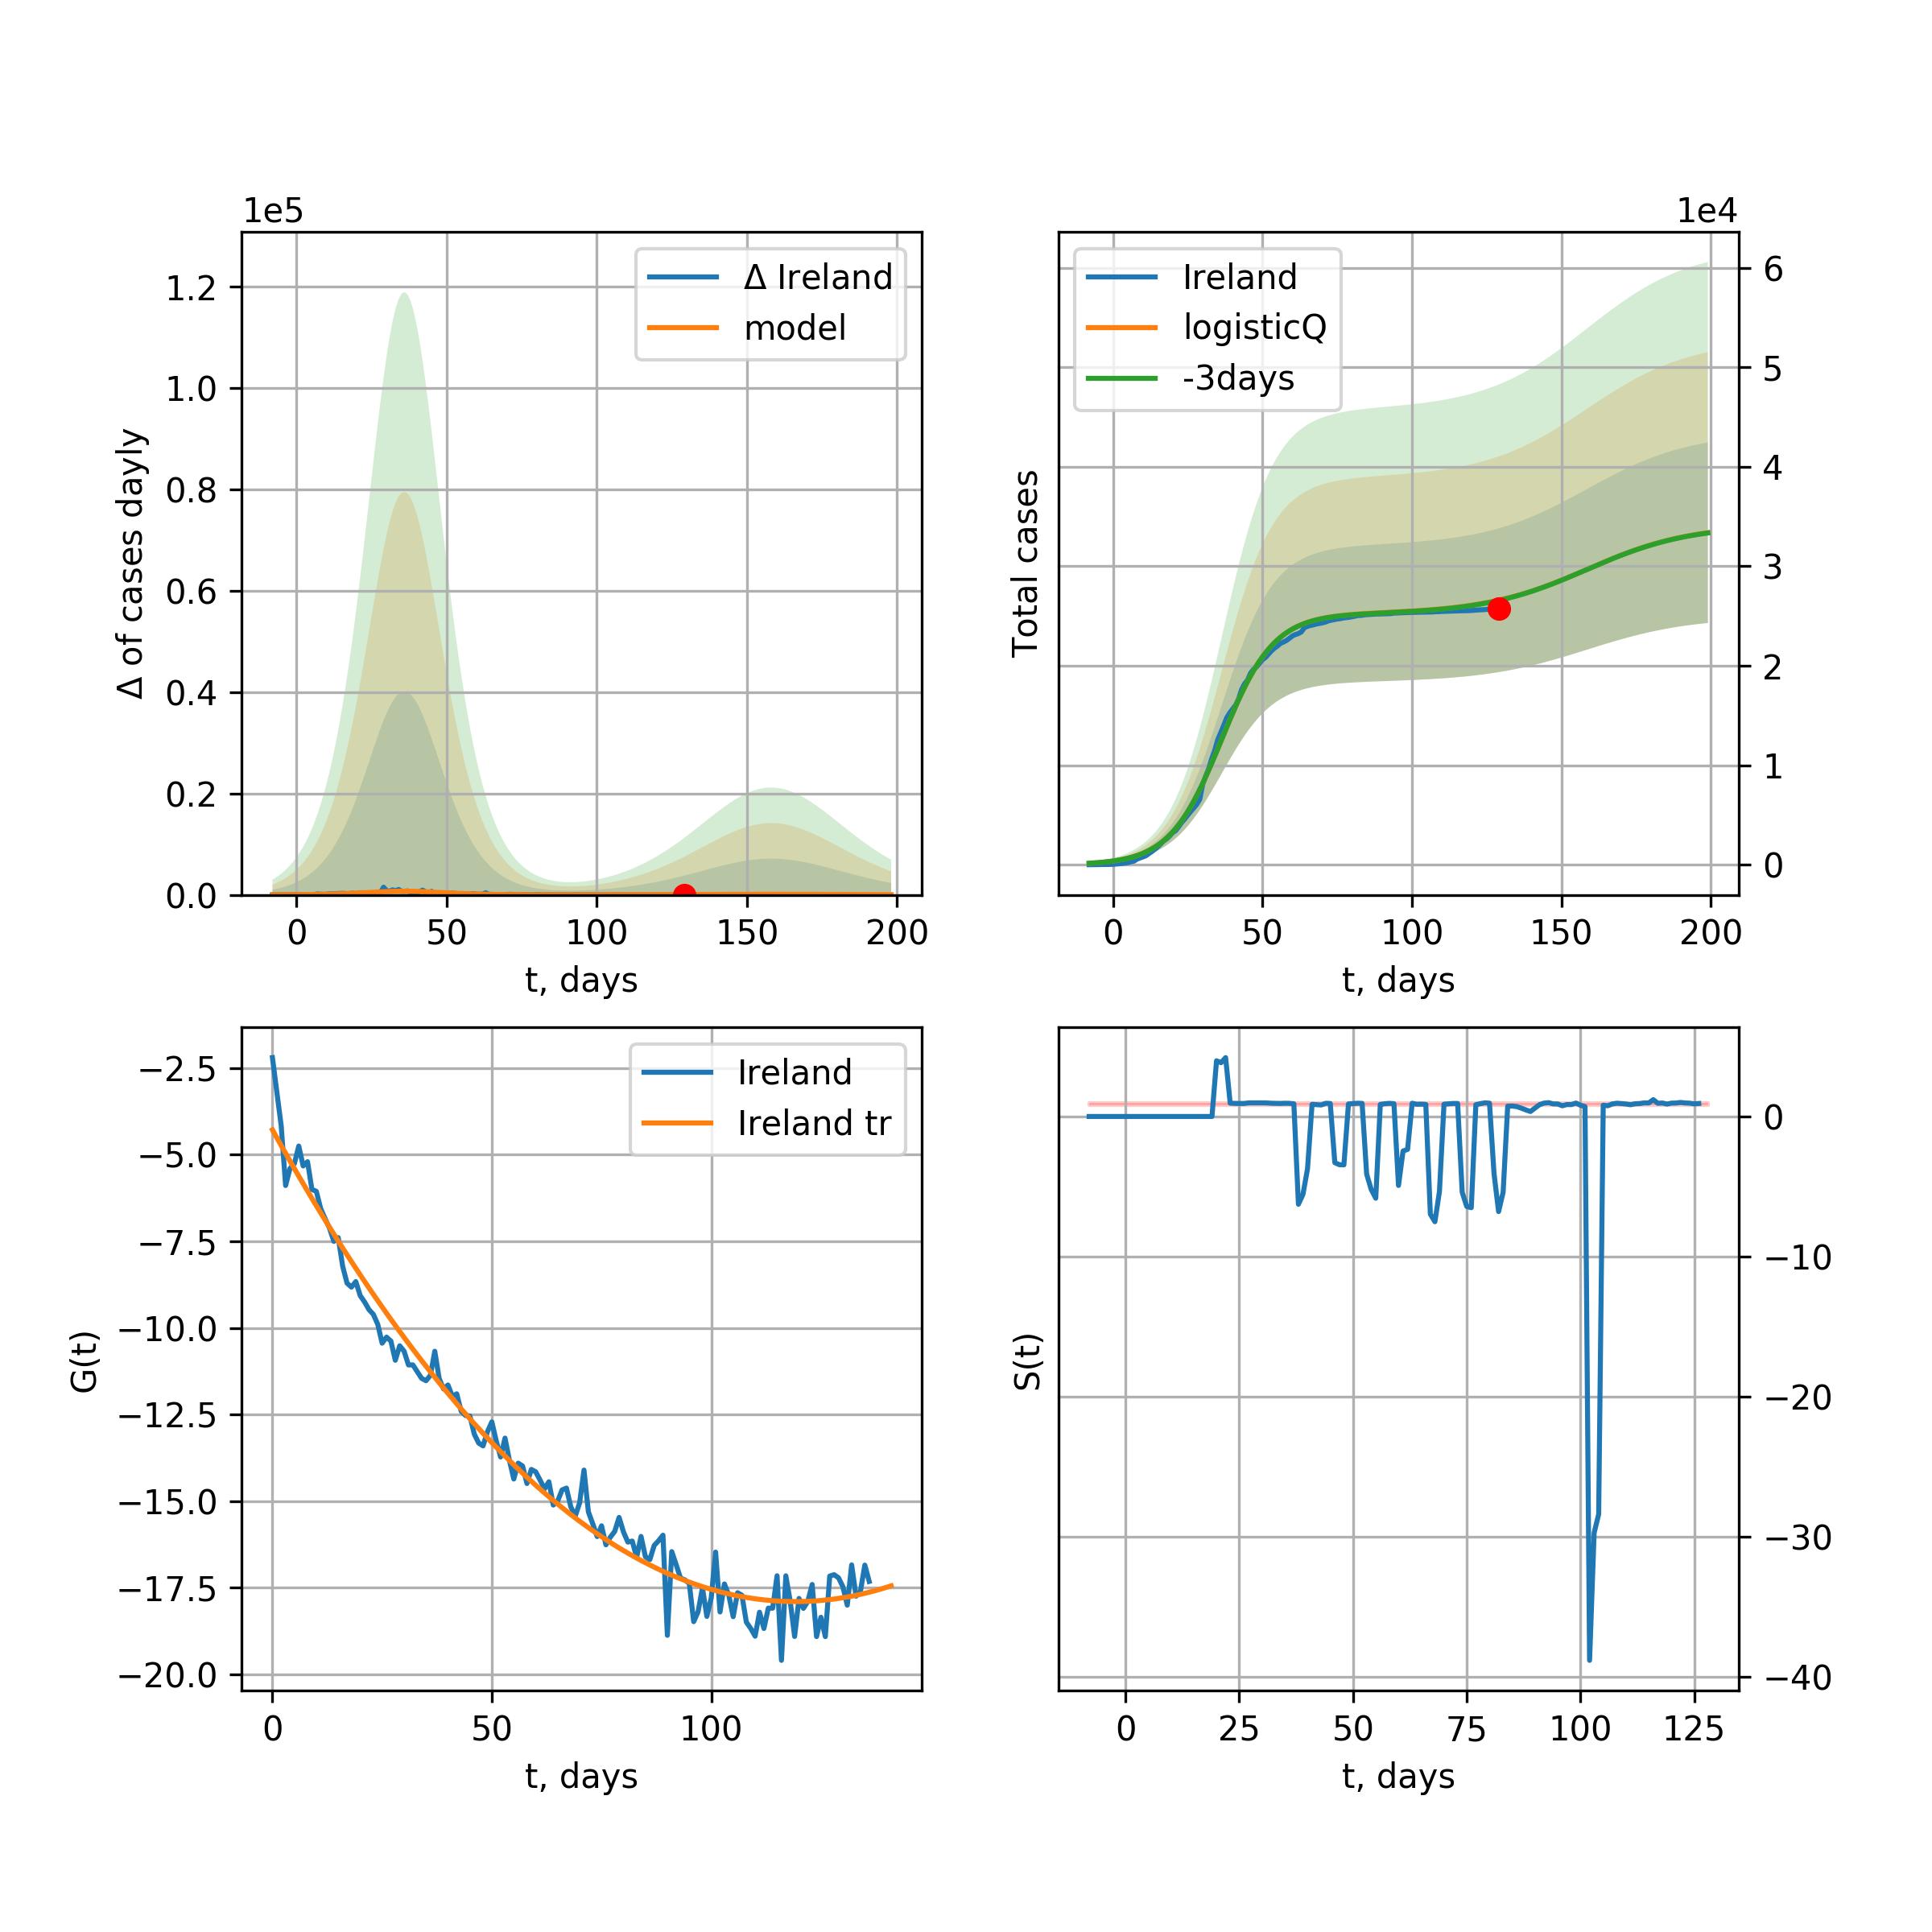 1e5
Δ Ireland
model
1.2
1.0
0.8
0.6
0.4
0.2
0.0
Δ of cases dayly
0 50 100 150 200
t, days
1e4
Ireland
logisticQ
-3days
6
5
4
3
2
1
0
Total cases
0 50 100 150 200
t, days
Ireland
Ireland tr
−2.5
−5.0
−7.5
−10.0
−12.5
−15.0
−17.5
−20.0
G(t)
0 50 100
t, days
0
−10
−20
−30
−40
S(t)
0 25 50 75 100 125
t, days